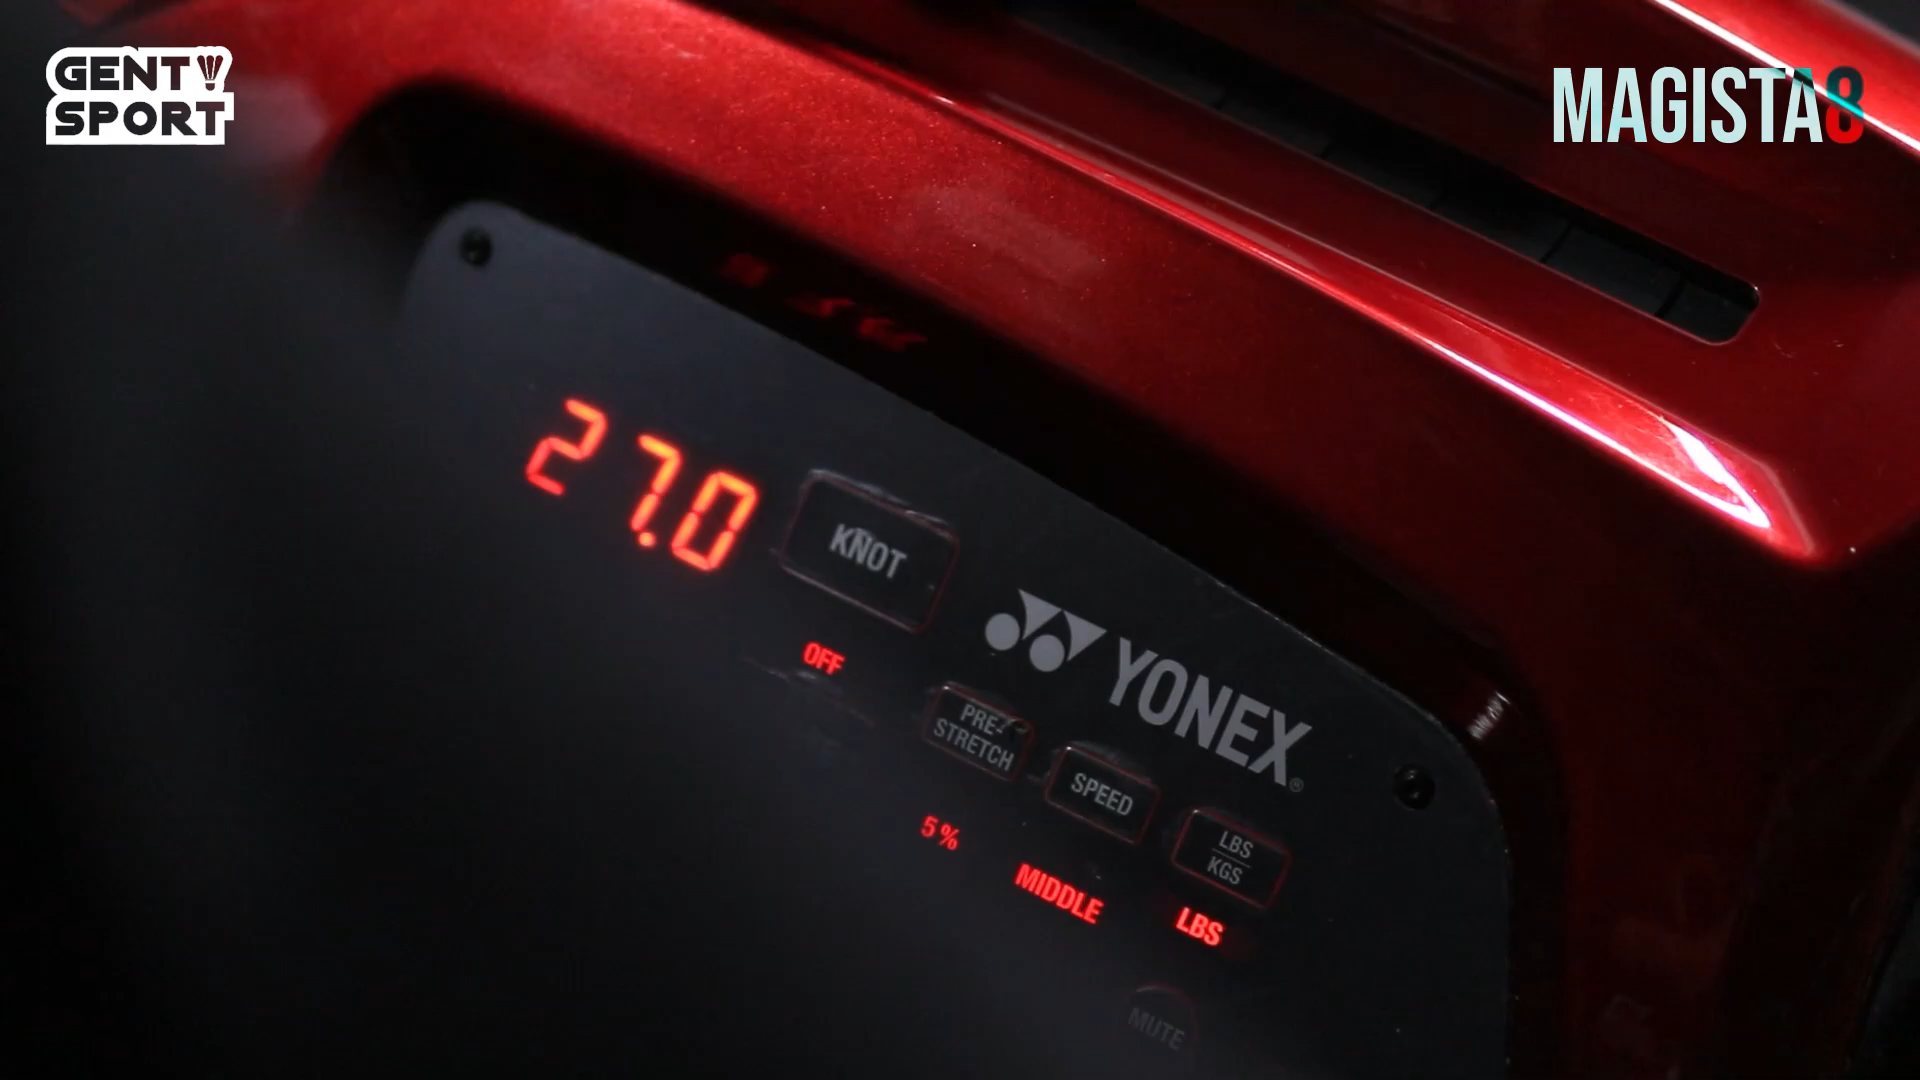 GENT
SPORT
MAGISTA8
27.0
KNOT
OFF
YONEX®
PRE-
STRETCH
SPEED
LBS
KGS
5%
MIDDLE
LBS
MUTE